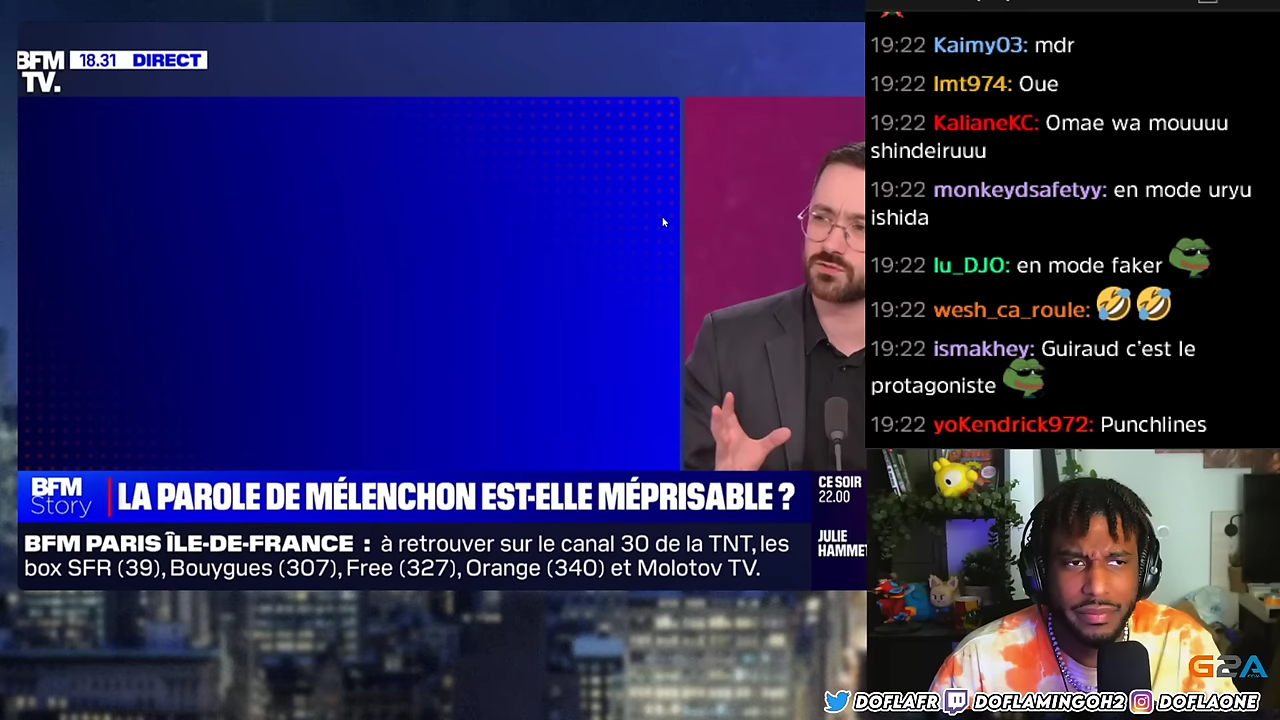 BFM
TV.
18.31 DIRECT
BFM
Story
LA PAROLE DE MÉLENCHON EST-ELLE MÉPRISABLE ?
CE SOIR
22.00
JULIE
HAMMET
BFM PARIS ÎLE-DE-FRANCE : à retrouver sur le canal 30 de la TNT, les
box SFR (39), Bouygues (307), Free (327), Orange (340) et Molotov TV.
19:22 Kaimy03: mdr
19:22 lmt974: Oue
19:22 KalianeKC: Omae wa mouuuu
shindeiruuu
19:22 monkeydsafetyy: en mode uryu
ishida
19:22 lu_DJO: en mode faker
19:22 wesh_ca_roule:
19:22 ismakhey: Guiraud c'est le
protagoniste
19:22 yoKendrick972: Punchlines
G2A
.COM
DOFLAFR DOFLAMINGOH2 DOFLAONE